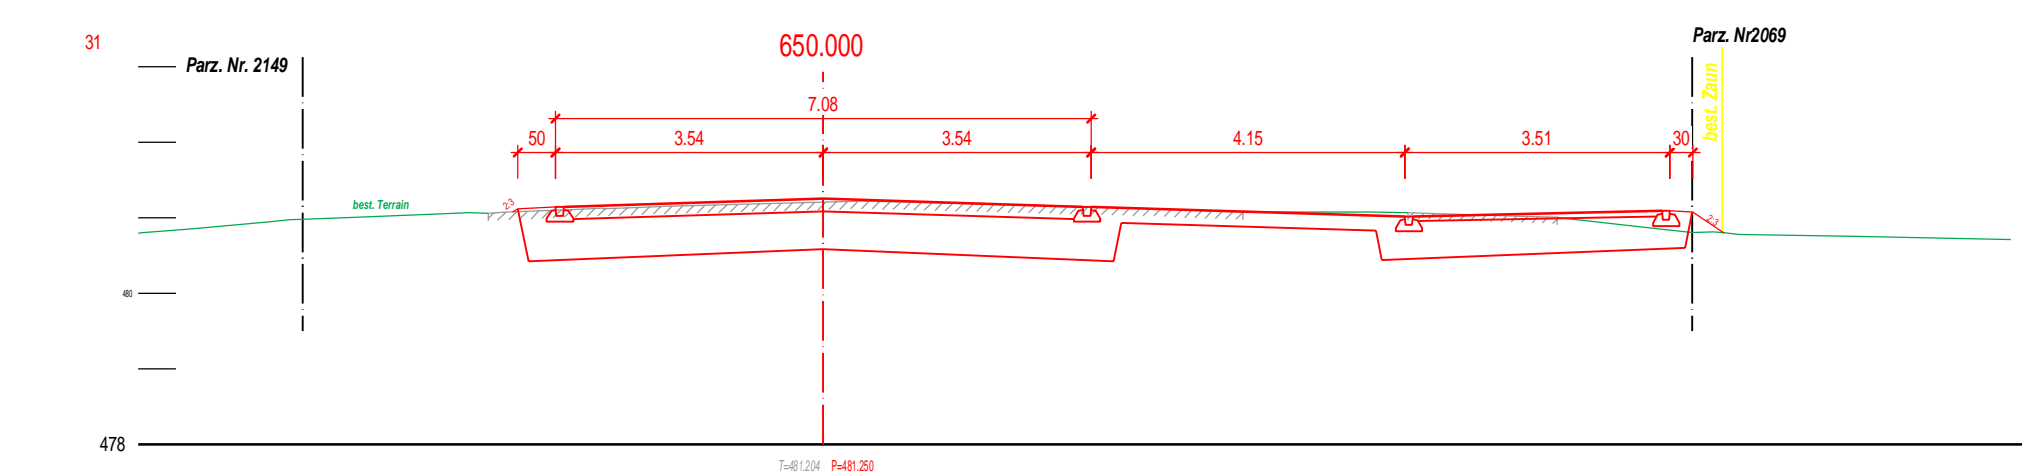 31
650.000
Parz. Nr2069
Parz. Nr. 2149
best. Zaun
7.08
50 3.54 3.54 4.15 3.51 30
best. Terrain
2:3
2:3
480
478
T=481.204 P=481.250